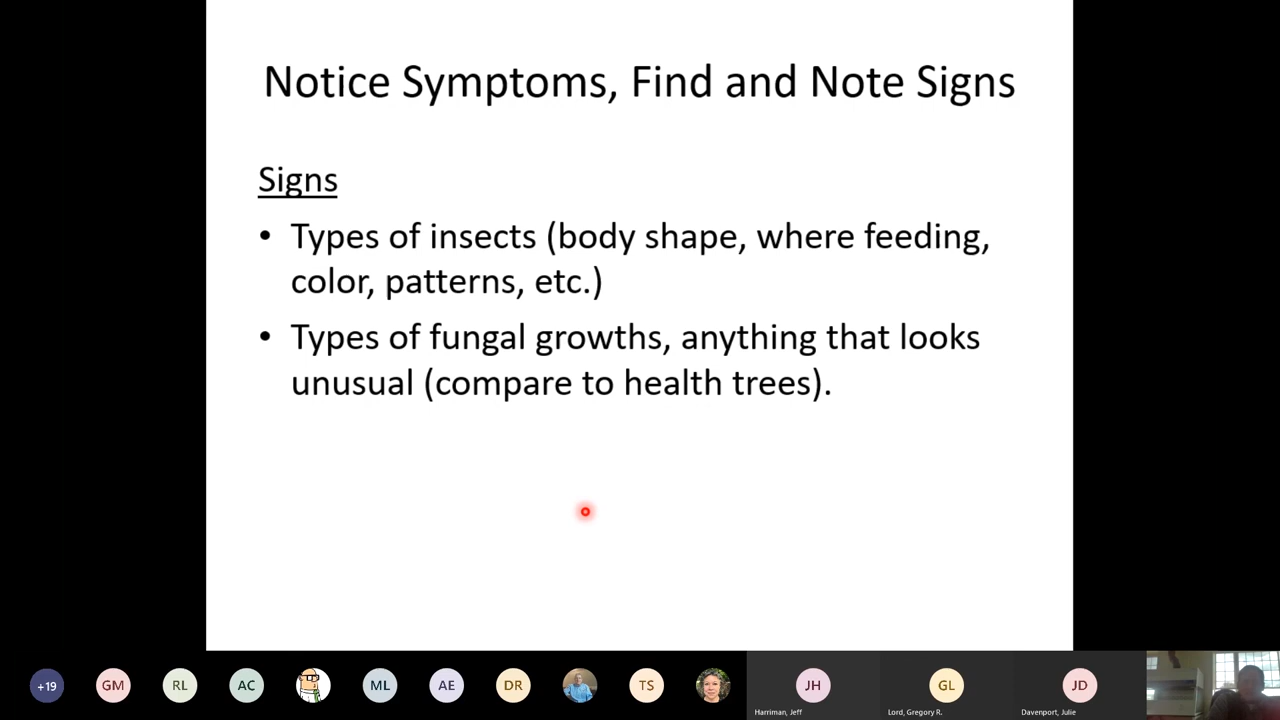 Notice Symptoms, Find and Note Signs
Signs
• Types of insects (body shape, where feeding,
color, patterns, etc.)
• Types of fungal growths, anything that looks
unusual (compare to health trees).
+19 GM RL AC ML AE DR TS JH GL JD
Harriman, Jeff Lord, Gregory R. Davenport, Julie